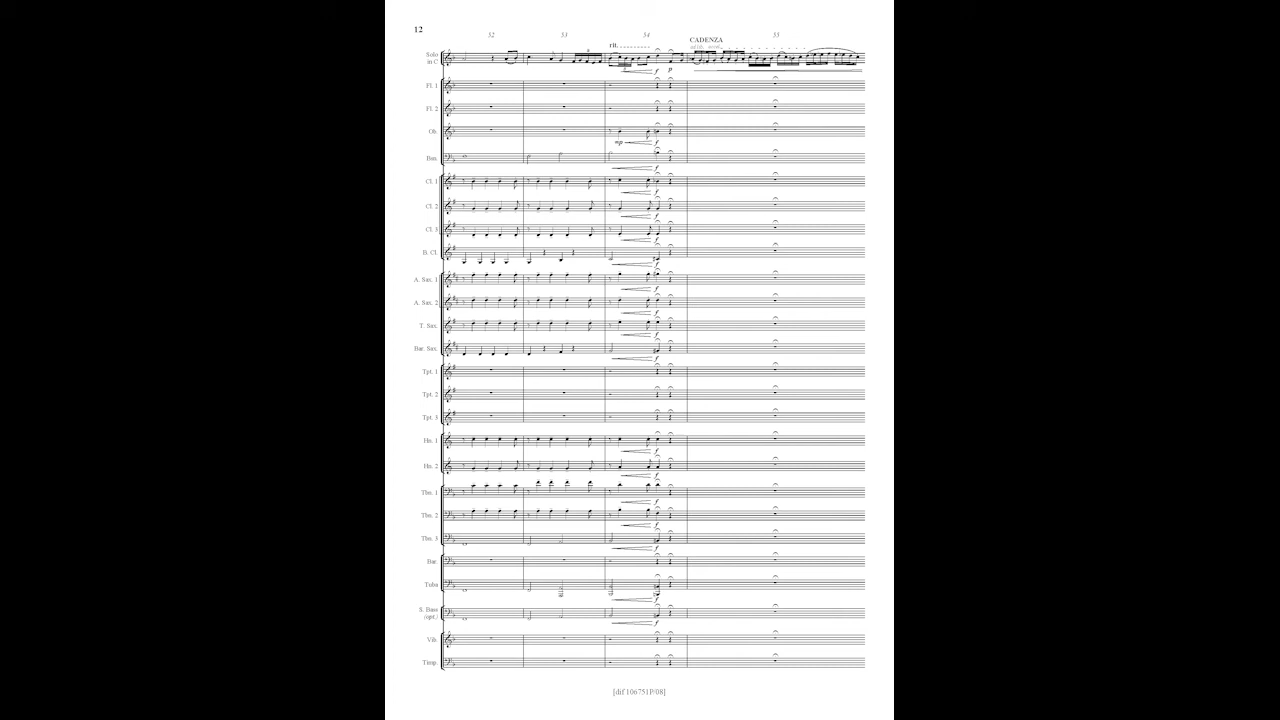 12
52 53 54 55
rit.
CADENZA
Solo
in C
f p
Fl. 1
Fl. 2
Ob.
mp f
Bsn.
f
Cl. 1
f
Cl. 2
f
Cl. 3
f
B. Cl.
f
A. Sax. 1
f
A. Sax. 2
f
T. Sax.
f
Bar. Sax.
f
Tpt. 1
Tpt. 2
Tpt. 3
Hn. 1
f
Hn. 2
f
Tbn. 1
f
Tbn. 2
f
Tbn. 3
f
Bar.
Tuba
f
S. Bass
(opt.)
f
Vib.
Timp.
[dif 106751P/08]